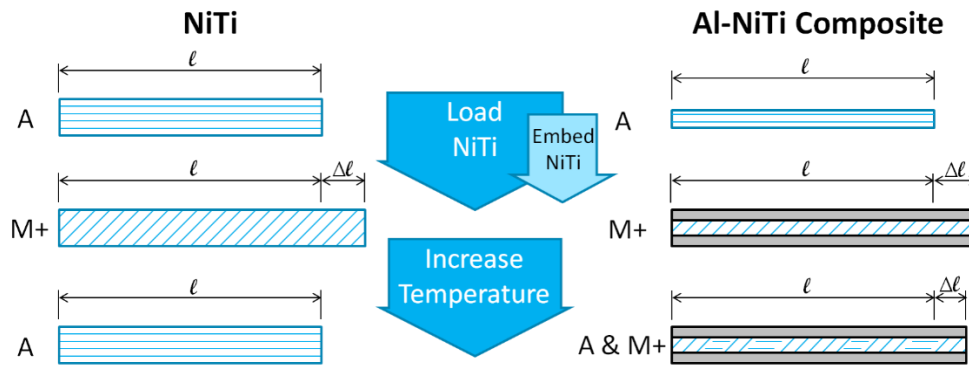 NiTi
Al-NiTi Composite
ℓ
ℓ
A
Load
NiTi
Embed
NiTi
A
ℓ
Δℓ
ℓ
Δℓ
M+
M+
Increase
Temperature
ℓ
ℓ
Δℓ
A
A & M+